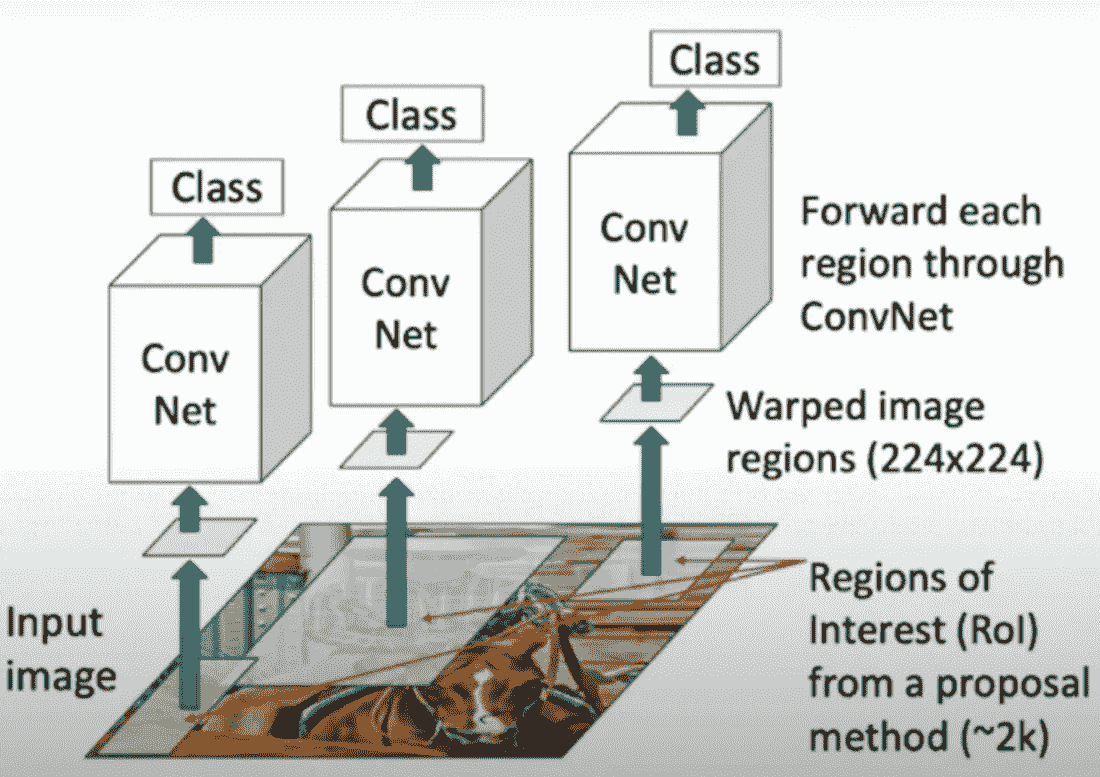 Class
Class
Class
Conv
Net
Conv
Net
Conv
Net
Forward each
region through
ConvNet
Warped image
regions (224x224)
Regions of
Interest (RoI)
from a proposal
method (~2k)
Input
image